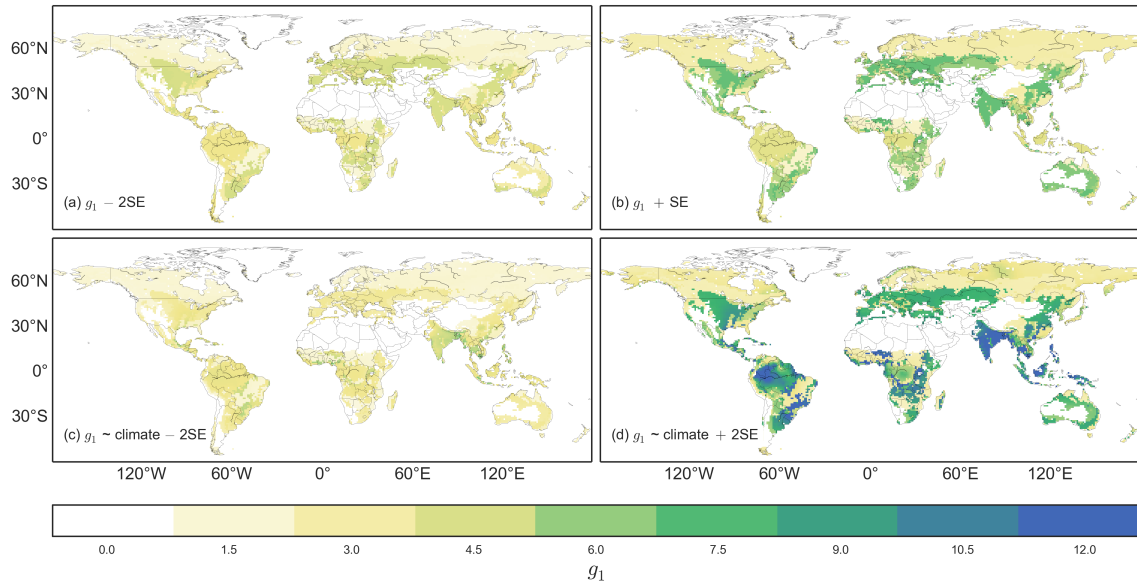 60°N
30°N
0°
30°S
(a) g₁ − 2SE
(b) g₁ + SE
60°N
30°N
0°
30°S
(c) g₁ ~ climate − 2SE
(d) g₁ ~ climate + 2SE
120°W 60°W 0° 60°E 120°E 120°W 60°W 0° 60°E 120°E
0.0 1.5 3.0 4.5 6.0 7.5 9.0 10.5 12.0
g₁